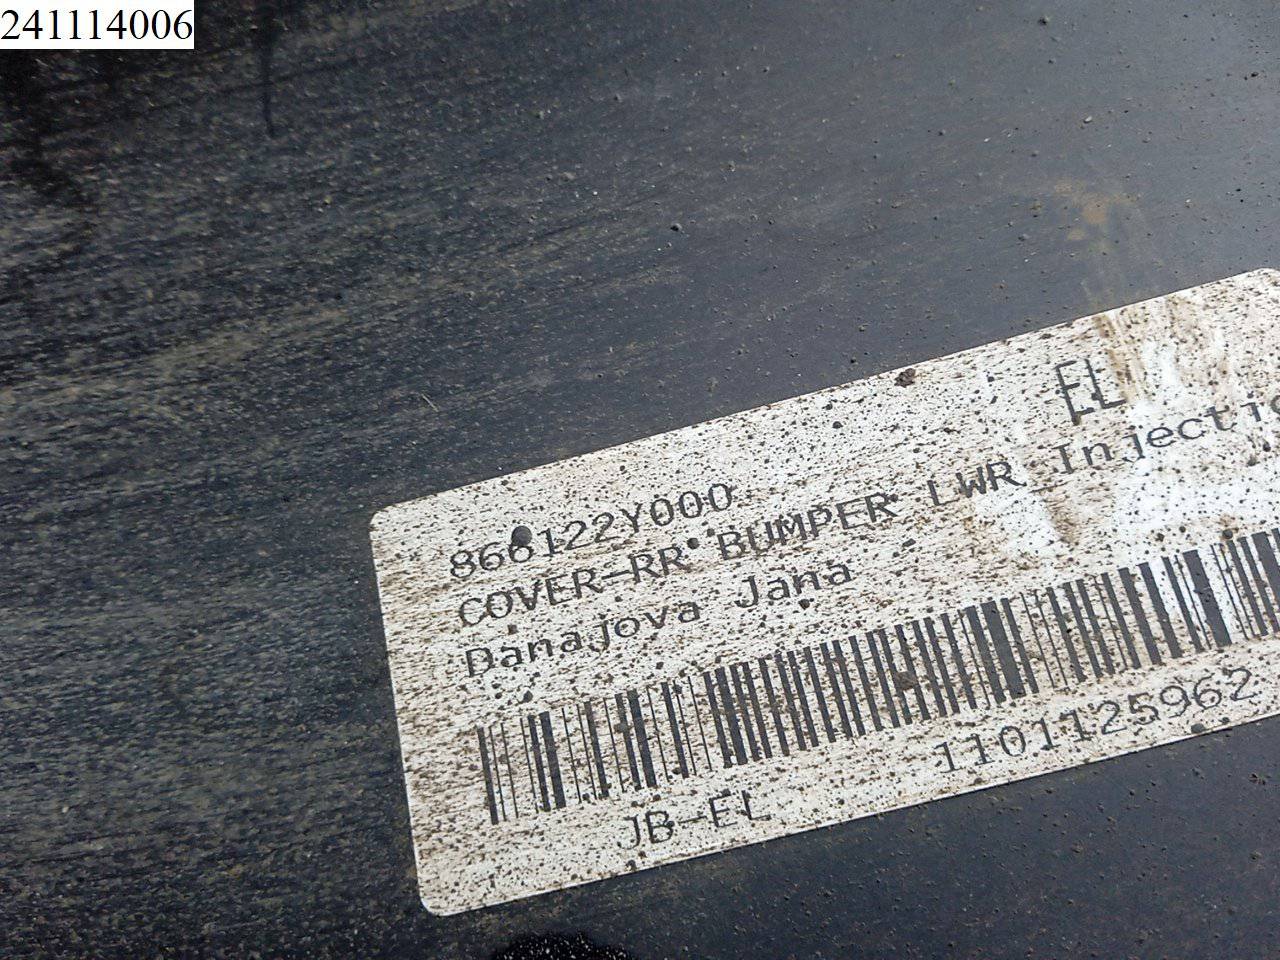 241114006
EL
866122Y000
COVER-RR BUMPER LWR Injectio
Danajova Jana
1101125962
JB-EL